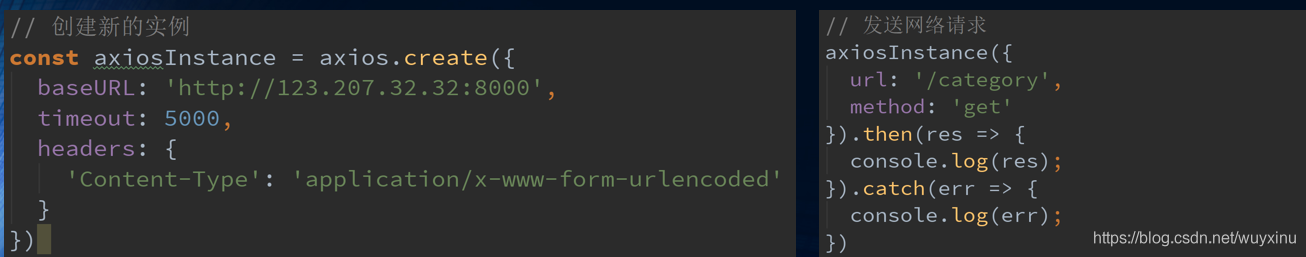 // 创建新的实例
const axiosInstance = axios.create({
  baseURL: 'http://123.207.32.32:8000',
  timeout: 5000,
  headers: {
    'Content-Type': 'application/x-www-form-urlencoded'
  }
})
// 发送网络请求
axiosInstance({
  url: '/category',
  method: 'get'
}).then(res => {
  console.log(res);
}).catch(err => {
  console.log(err);
})
https://blog.csdn.net/wuyxinu